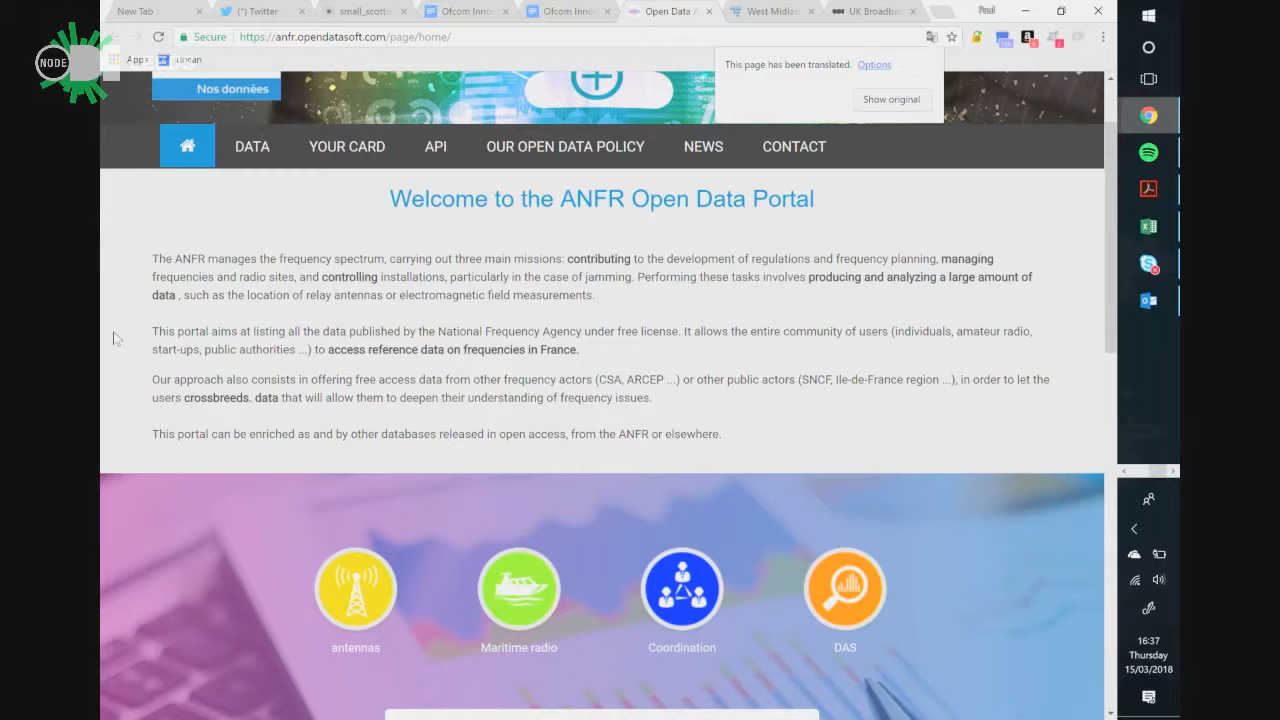 New Tab
(*) Twitter
small_scotti
Ofcom Inno
Ofcom Inn
Open Data
West Midla
UK Broadba
Paul
Secure
https://anfr.opendatasoft.com/page/home/
NODE
Apps
This page has been translated. Options
Show original
Nos données
DATA
YOUR CARD
API
OUR OPEN DATA POLICY
NEWS
CONTACT
Welcome to the ANFR Open Data Portal
The ANFR manages the frequency spectrum, carrying out three main missions: contributing to the development of regulations and frequency planning, managing
frequencies and radio sites, and controlling installations, particularly in the case of jamming. Performing these tasks involves producing and analyzing a large amount of
data , such as the location of relay antennas or electromagnetic field measurements.
This portal aims at listing all the data published by the National Frequency Agency under free license. It allows the entire community of users (individuals, amateur radio,
start-ups, public authorities ...) to access reference data on frequencies in France.
Our approach also consists in offering free access data from other frequency actors (CSA, ARCEP ...) or other public actors (SNCF, Ile-de-France region ...), in order to let the
users crossbreeds. data that will allow them to deepen their understanding of frequency issues.
This portal can be enriched as and by other databases released in open access, from the ANFR or elsewhere.
antennas
Maritime radio
Coordination
DAS
16:37
Thursday
15/03/2018